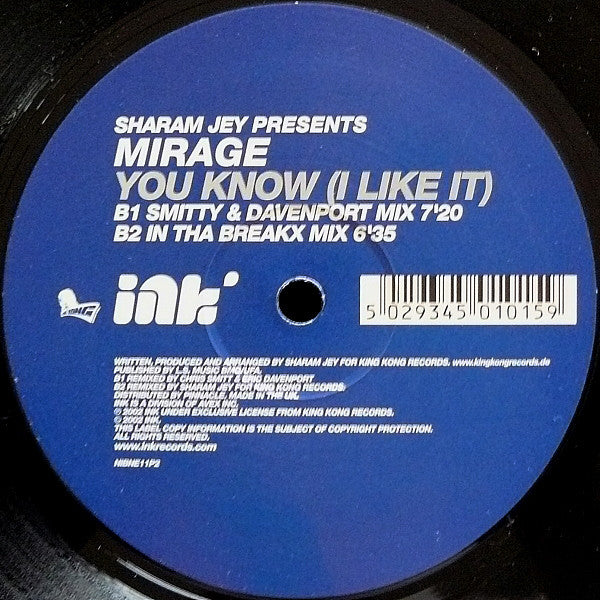 SHARAM JEY PRESENTS
MIRAGE
YOU KNOW (I LIKE IT)
B1 SMITTY & DAVENPORT MIX 7'20
B2 IN THA BREAKX MIX 6'35
KONG
ink'
5 029345 010159
WRITTEN, PRODUCED AND ARRANGED BY SHARAM JEY FOR KING KONG RECORDS. www.kingkongrecords.de
PUBLISHED BY L.S. MUSIC BMG/UFA.
B1 REMIXED BY CHRIS SMITT & ERIC DAVENPORT
B2 REMIXED BY SHARAM JEY FOR KING KONG RECORDS.
DISTRIBUTED BY PINNACLE. MADE IN THE UK.
INK IS A DIVISION OF AVEX INC.
℗ 2002 INK UNDER EXCLUSIVE LICENSE FROM KING KONG RECORDS.
© 2002 INK.
THIS LABEL COPY INFORMATION IS THE SUBJECT OF COPYRIGHT PROTECTION.
ALL RIGHTS RESERVED.
www.inkrecords.com
NIBNE11P2